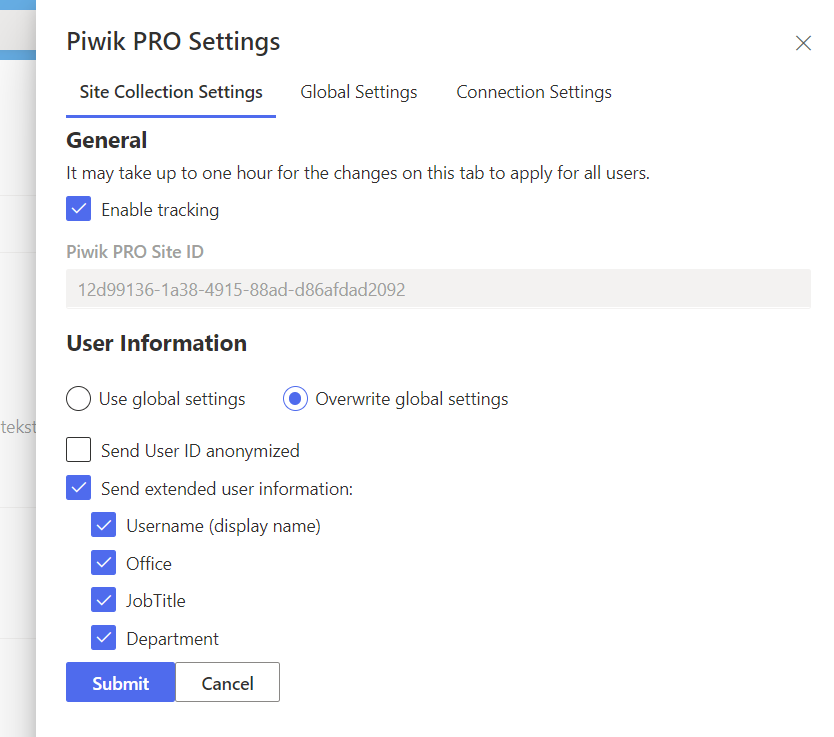 Piwik PRO Settings
Site Collection Settings Global Settings Connection Settings
General
It may take up to one hour for the changes on this tab to apply for all users.
Enable tracking
Piwik PRO Site ID
12d99136-1a38-4915-88ad-d86afdad2092
User Information
Use global settings Overwrite global settings
tekst
Send User ID anonymized
Send extended user information:
Username (display name)
Office
JobTitle
Department
Submit Cancel